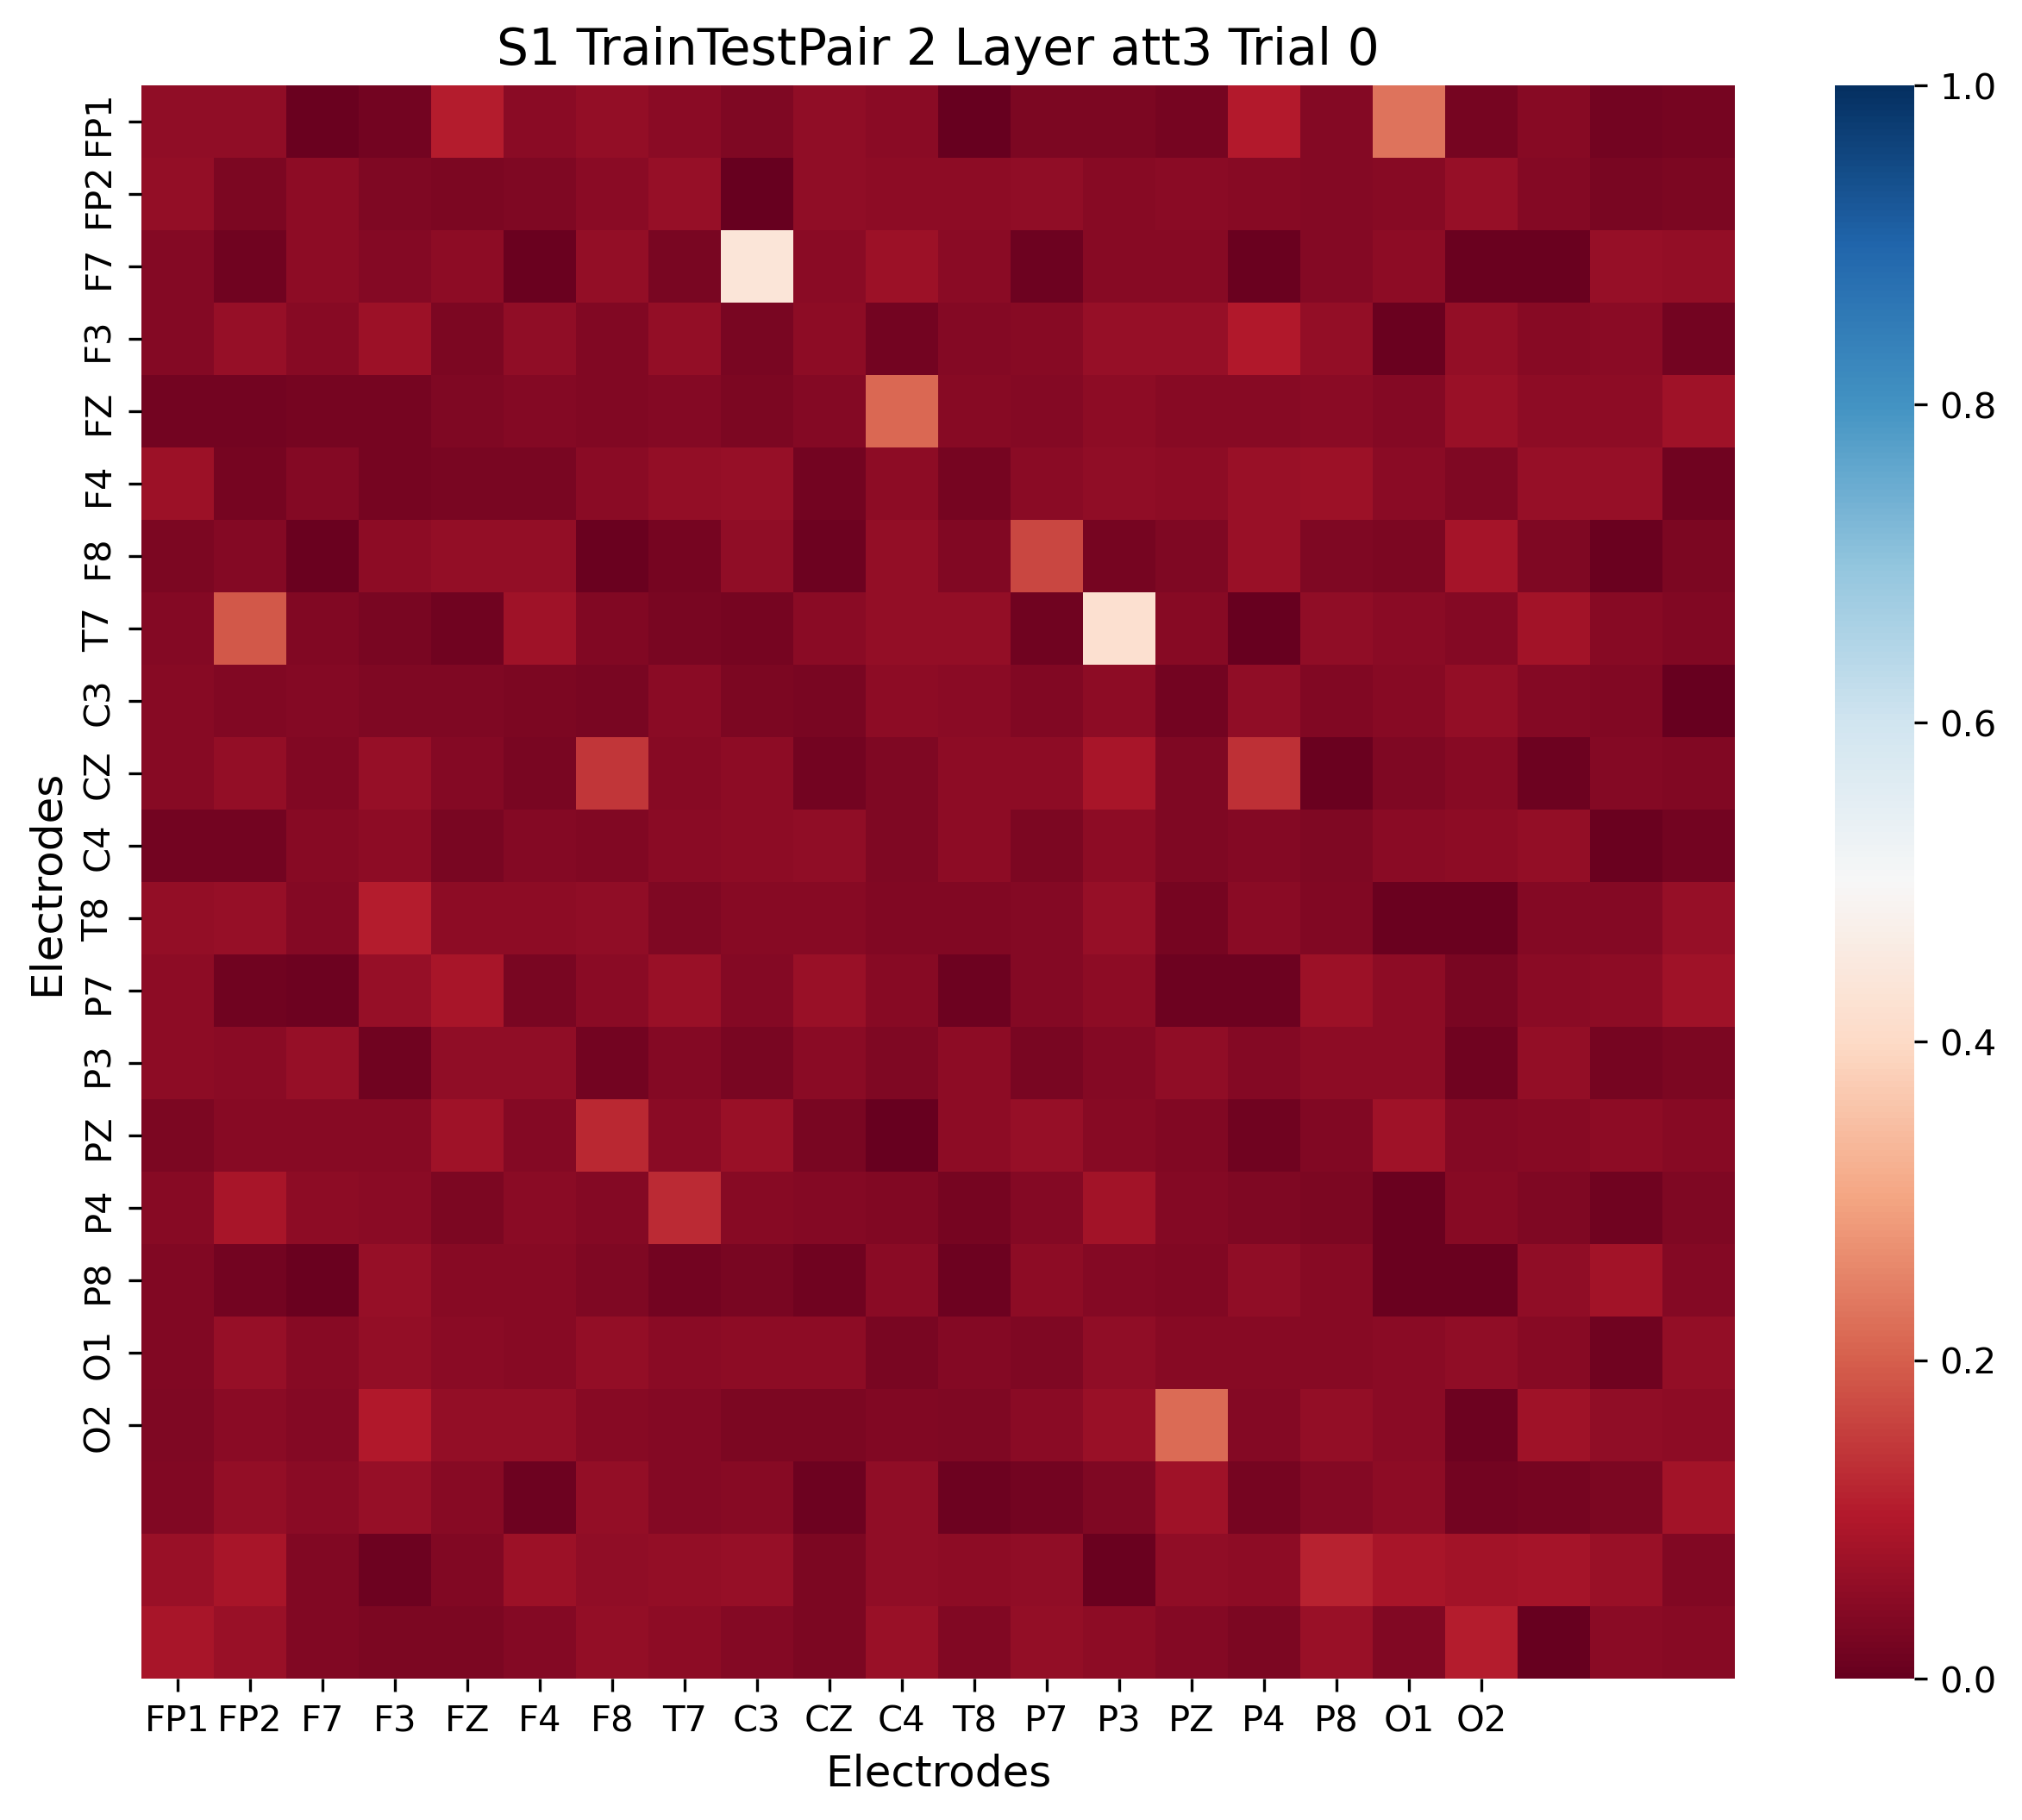 S1 TrainTestPair 2 Layer att3 Trial 0
Electrodes
FP1
FP2
F7
F3
FZ
F4
F8
T7
C3
CZ
C4
T8
P7
P3
PZ
P4
P8
O1
O2
FP1 FP2 F7 F3 FZ F4 F8 T7 C3 CZ C4 T8 P7 P3 PZ P4 P8 O1 O2
Electrodes
1.0
0.8
0.6
0.4
0.2
0.0